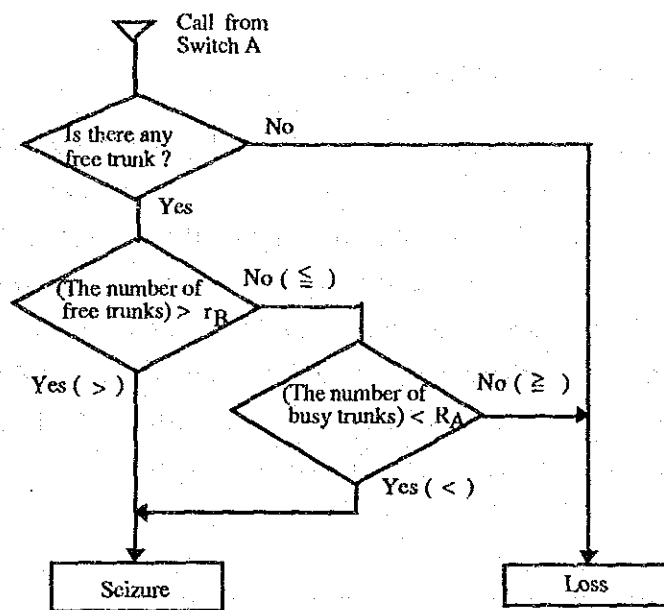 Call from
Switch A
Is there any
free trunk ?
No
Yes
(The number of
free trunks) > rB
No ( ≦ )
Yes ( > )
(The number of
busy trunks) < RA
No ( ≧ )
Yes ( < )
Seizure
Loss